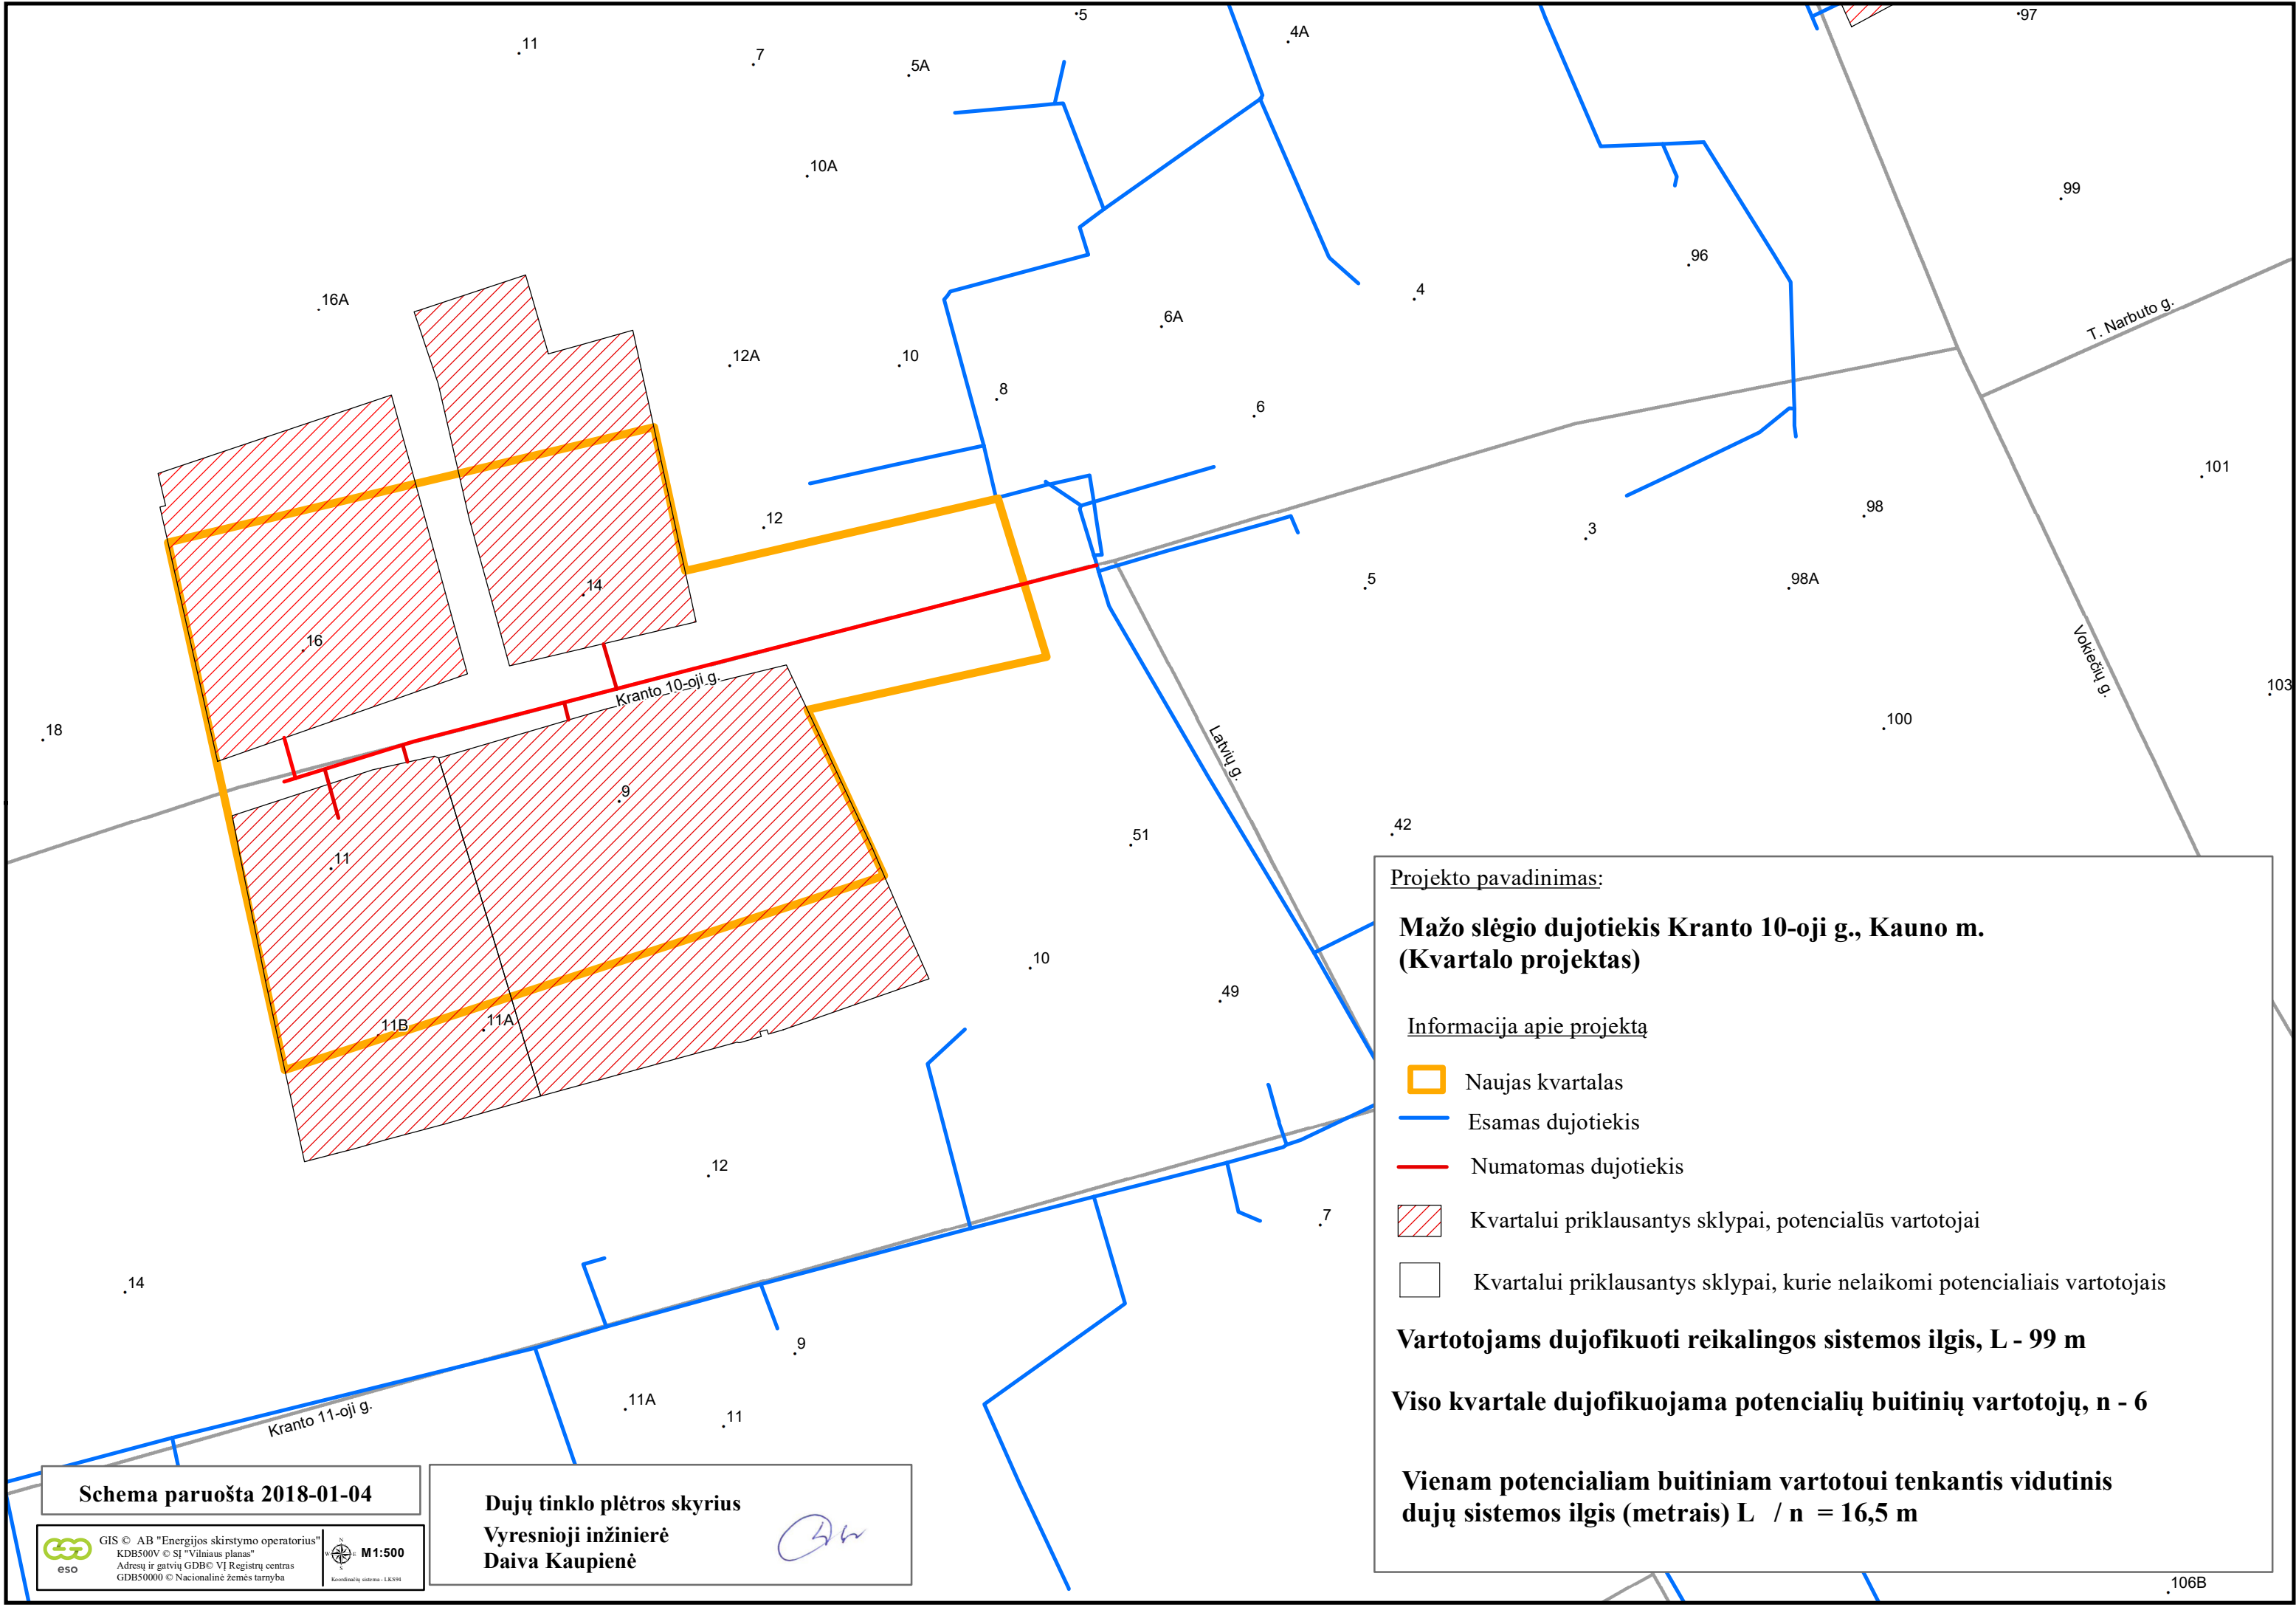 11
7
5A
5
4A
97
10A
99
96
16A
4
6A
T. Narbuto g.
12A
10
8
6
101
98
12
3
14
5
98A
16
Vokiečių g.
103
Kranto 10-oji g.
18
100
Latvių g.
9
51
42
11
10
49
11B
11A
12
7
14
9
11A
11
Kranto 11-oji g.
106B
Projekto pavadinimas:
Mažo slėgio dujotiekis Kranto 10-oji g., Kauno m.
(Kvartalo projektas)
Informacija apie projektą
Naujas kvartalas
Esamas dujotiekis
Numatomas dujotiekis
Kvartalui priklausantys sklypai, potencialūs vartotojai
Kvartalui priklausantys sklypai, kurie nelaikomi potencialiais vartotojais
Vartotojams dujofikuoti reikalingos sistemos ilgis, L - 99 m
Viso kvartale dujofikuojama potencialių buitinių vartotojų, n - 6
Vienam potencialiam buitiniam vartotoui tenkantis vidutinis
dujų sistemos ilgis (metrais) L / n = 16,5 m
Schema paruošta 2018-01-04
Dujų tinklo plėtros skyrius
Vyresnioji inžinierė
Daiva Kaupienė
eso
GIS © AB "Energijos skirstymo operatorius"
KDB500V © SĮ "Vilniaus planas"
Adresų ir gatvių GDB© VĮ Registrų centras
GDB50000 © Nacionalinė žemės tarnyba
N
W
E
S
M1:500
Koordinačių sistema - LKS94